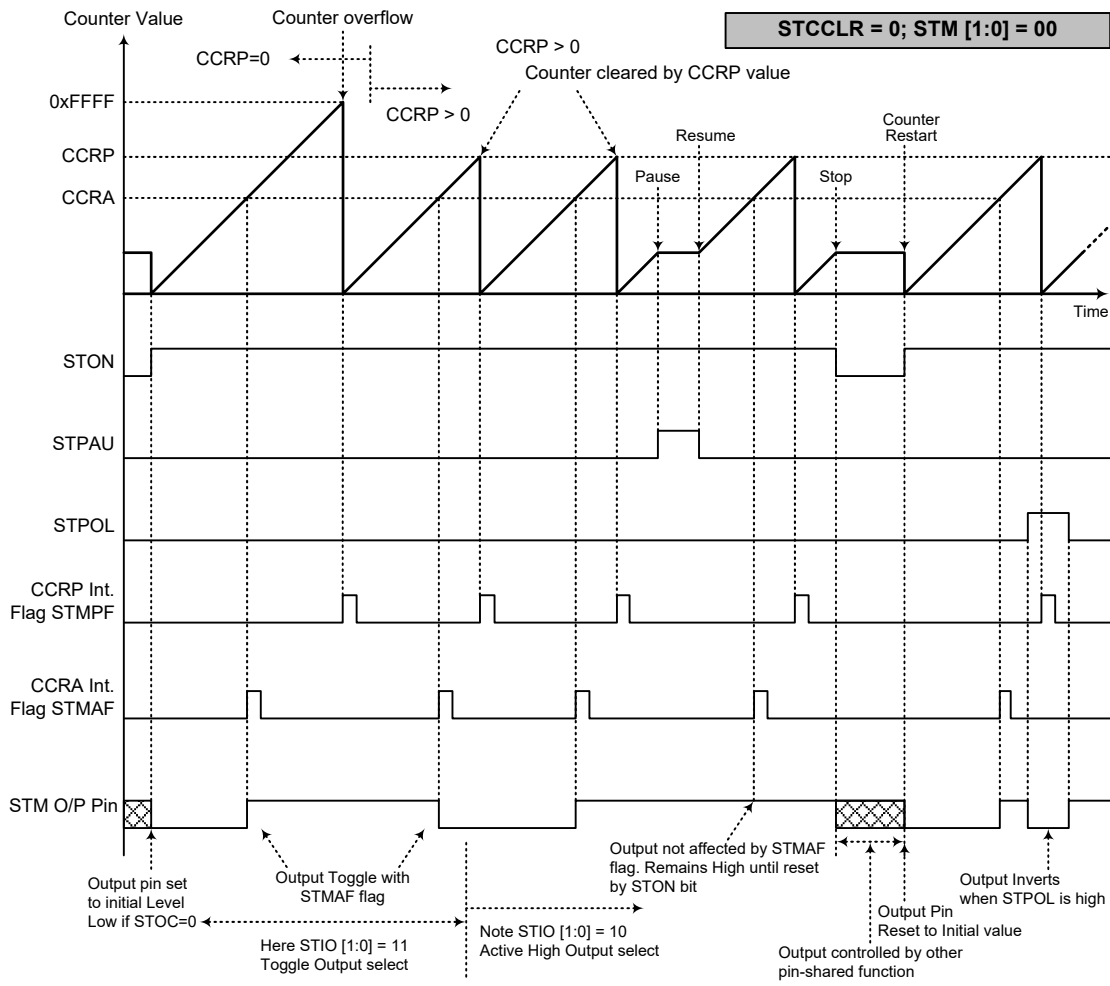 Counter Value
Counter overflow
STCCLR = 0; STM [1:0] = 00
CCRP=0
CCRP > 0
CCRP > 0
Counter cleared by CCRP value
0xFFFF
CCRP
CCRA
Pause
Resume
Stop
Counter
Restart
Time
STON
STPAU
STPOL
CCRP Int.
Flag STMPF
CCRA Int.
Flag STMAF
STM O/P Pin
Output pin set
to initial Level
Low if STOC=0
Output Toggle with
STMAF flag
Here STIO [1:0] = 11
Toggle Output select
Note STIO [1:0] = 10
Active High Output select
Output not affected by STMAF
flag. Remains High until reset
by STON bit
Output controlled by other
pin-shared function
Output Pin
Reset to Initial value
Output Inverts
when STPOL is high